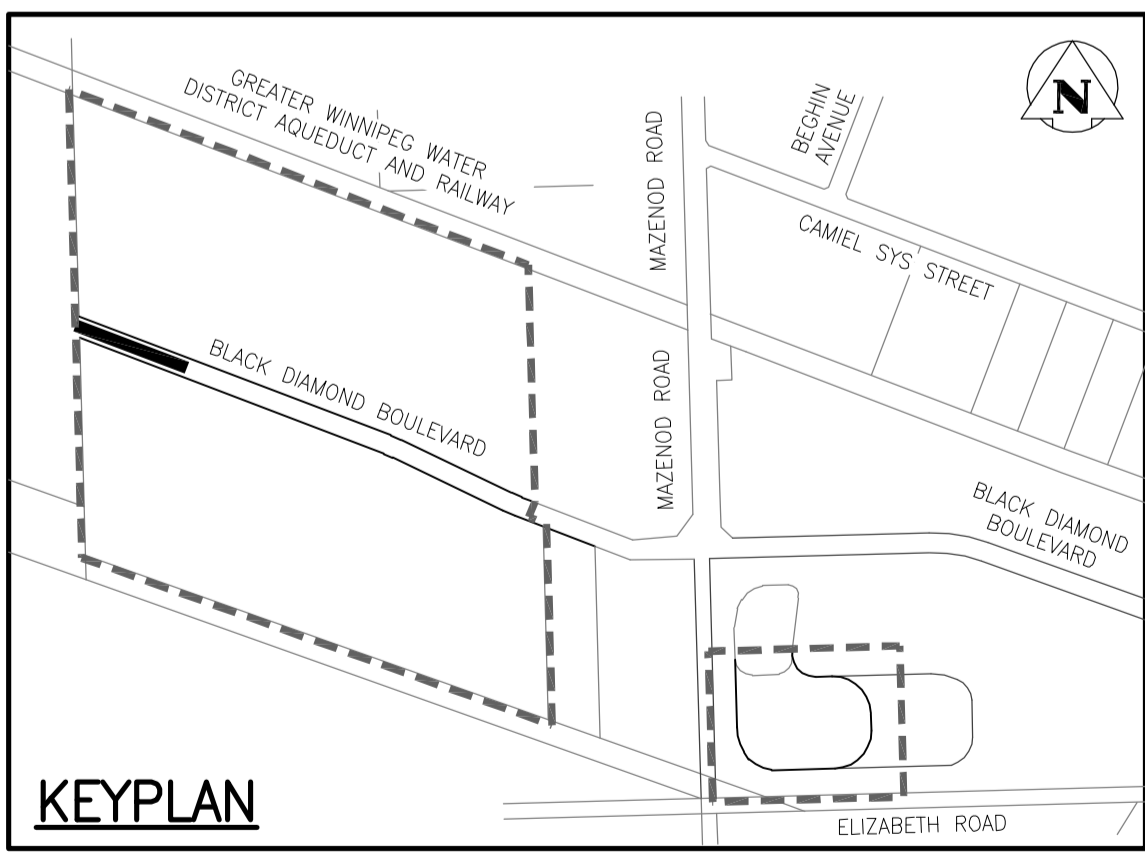 GREATER WINNIPEG WATER
DISTRICT AQUEDUCT AND RAILWAY
MAZENOD ROAD
BEGHIN
AVENUE
N
CAMIEL SYS STREET
BLACK DIAMOND BOULEVARD
MAZENOD ROAD
BLACK DIAMOND
BOULEVARD
KEYPLAN
ELIZABETH ROAD